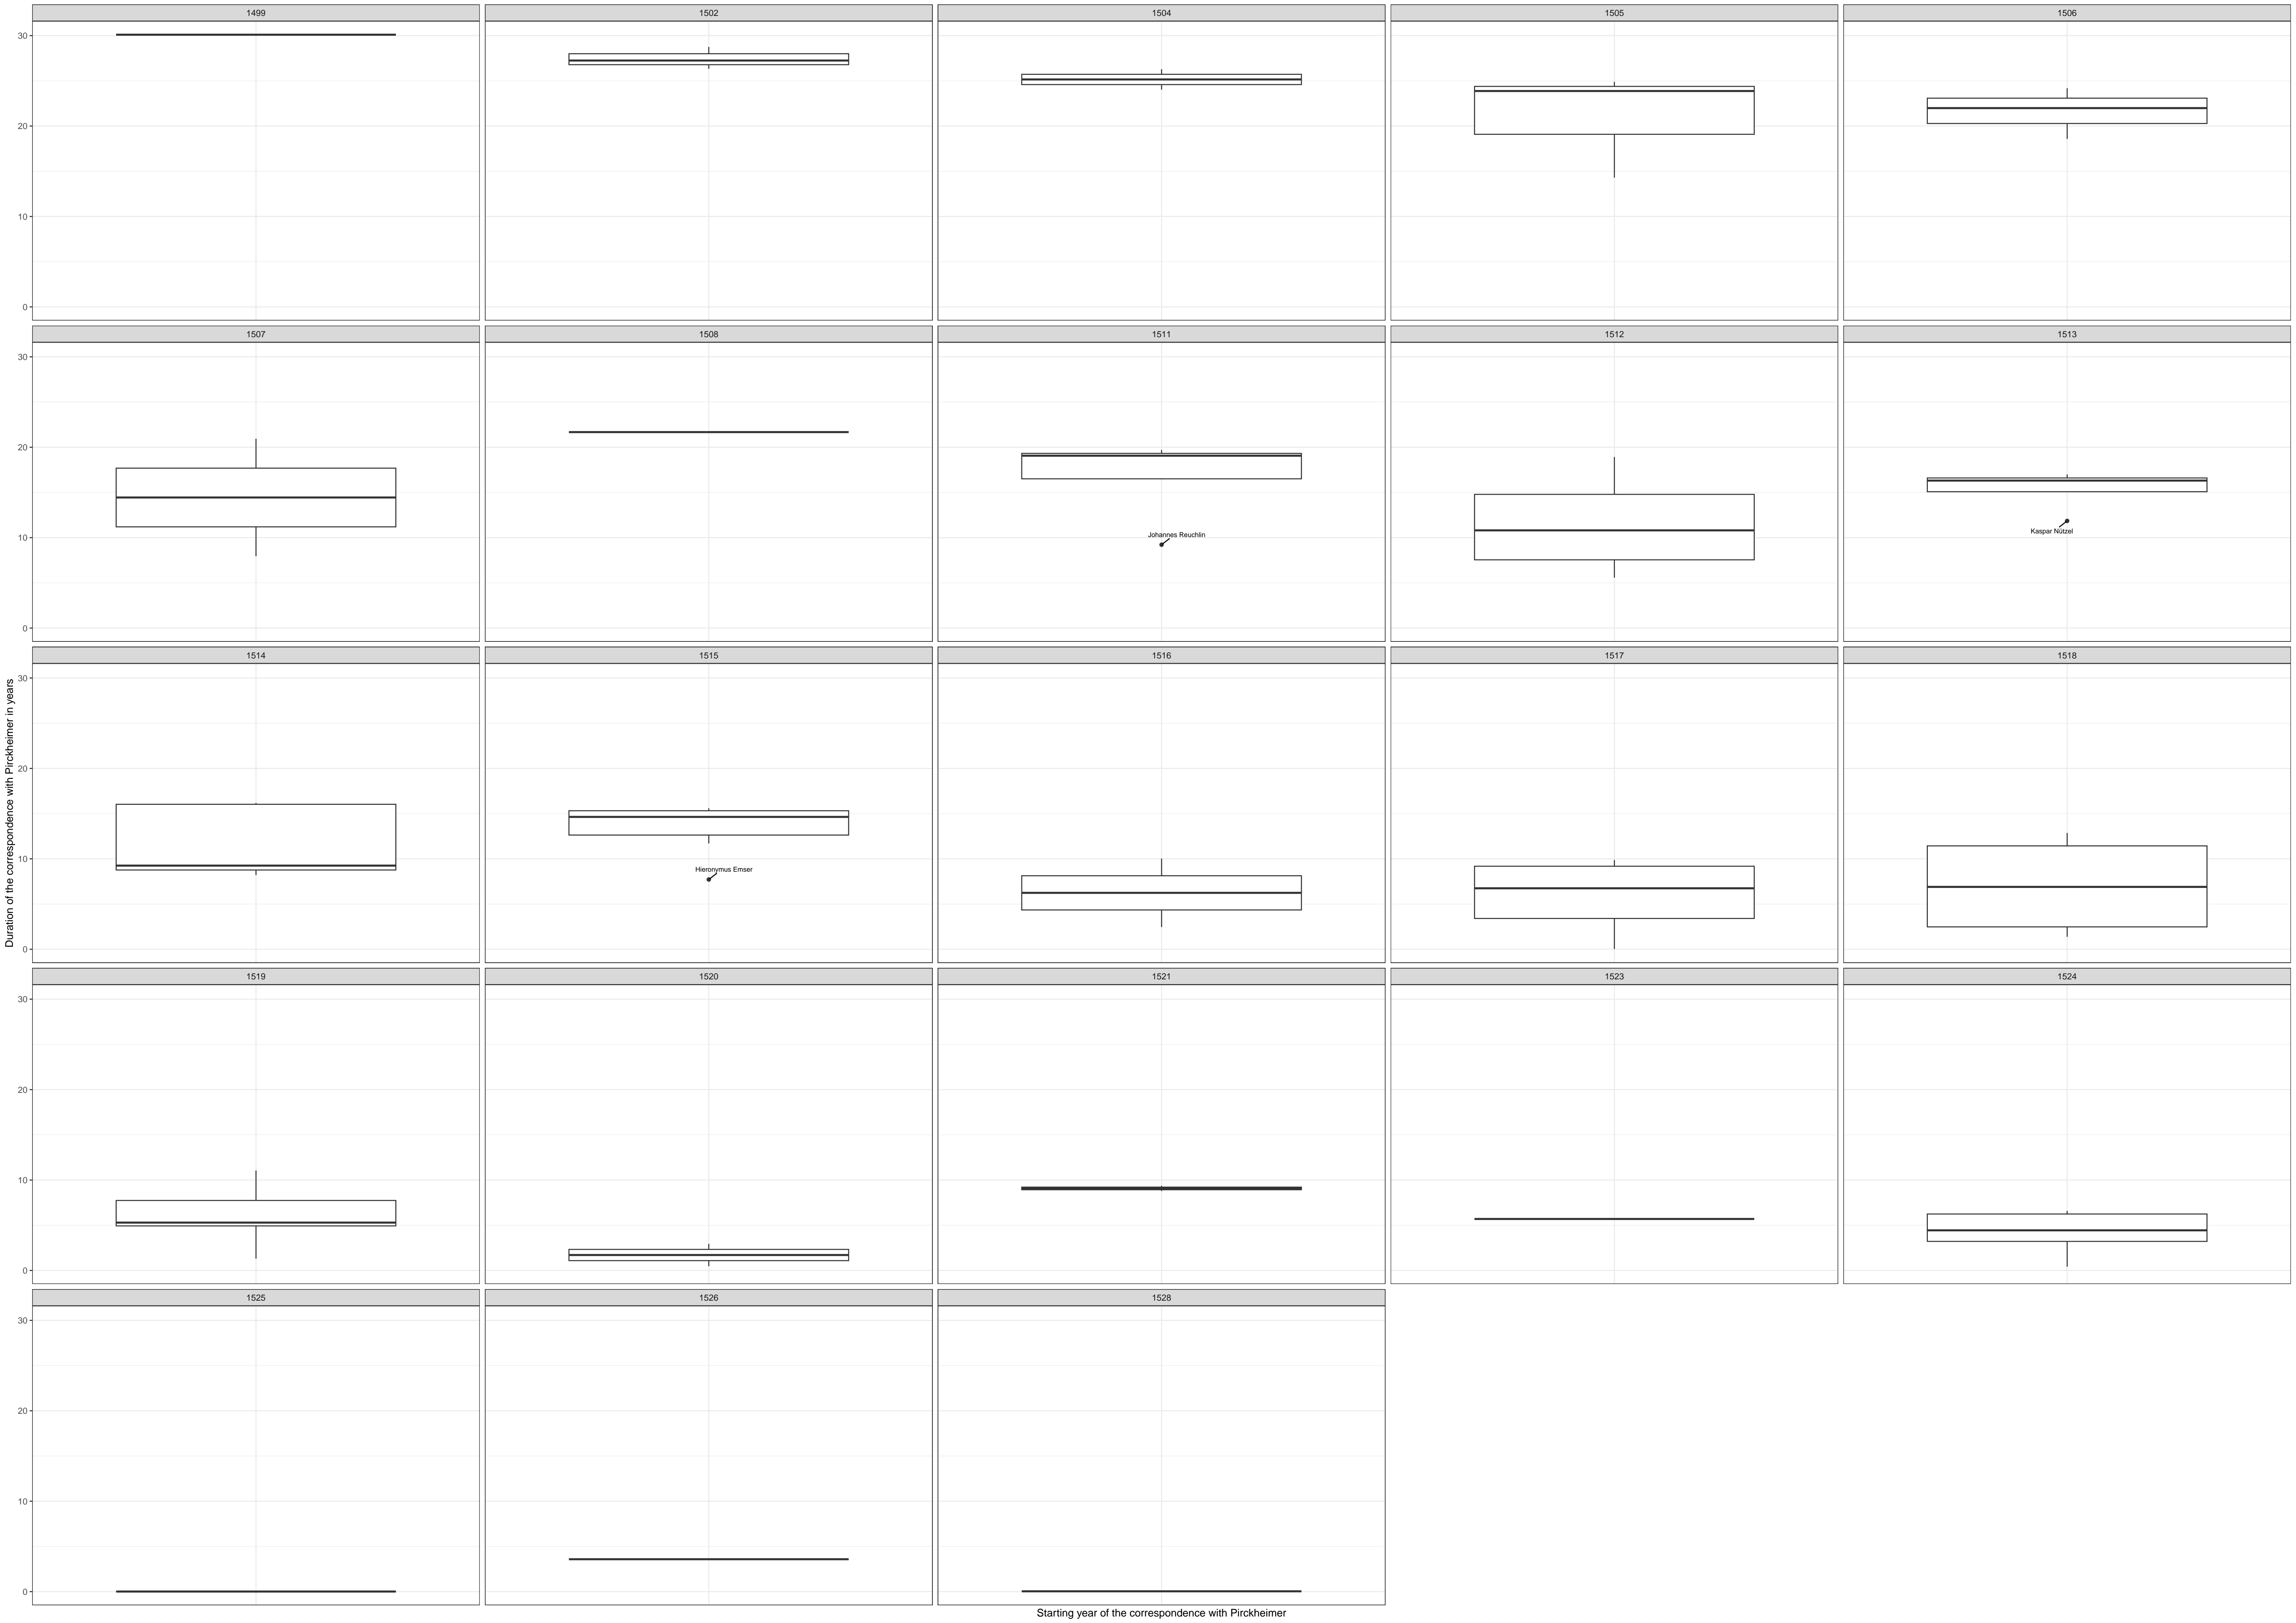 1499 1502 1504 1505 1506
30
20
10
0
1507 1508 1511 1512 1513
30
20
10
0
Johannes Reuchlin
Kaspar Nützel
1514 1515 1516 1517 1518
30
20
10
0
Hieronymus Emser
Duration of the correspondence with Pirckheimer in years
1519 1520 1521 1523 1524
30
20
10
0
1525 1526 1528
30
20
10
0
Starting year of the correspondence with Pirckheimer